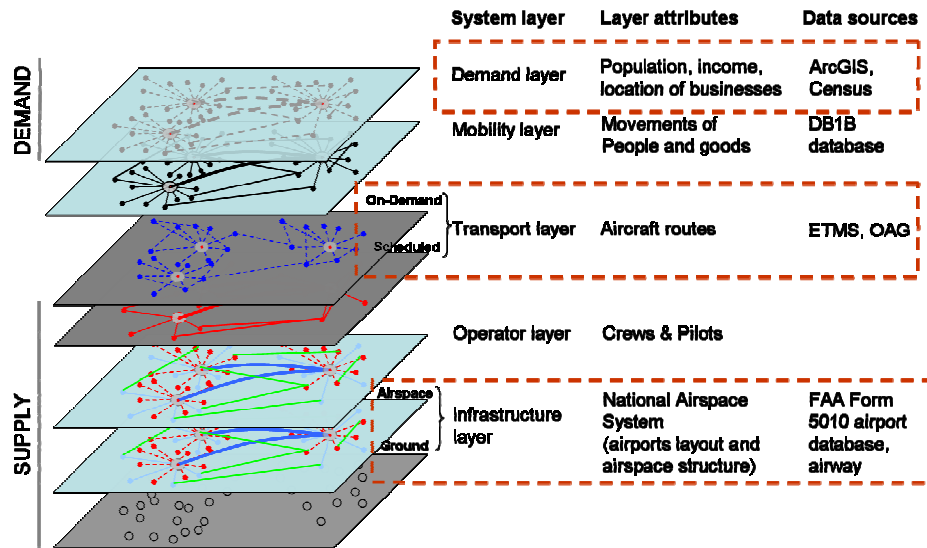 System layer Layer attributes Data sources
DEMAND
Demand layer Population, income, ArcGIS,
location of businesses Census
Mobility layer Movements of DB1B
People and goods database
On-Demand
Transport layer Aircraft routes ETMS, OAG
Scheduled
SUPPLY
Operator layer Crews & Pilots
Airspace
Infrastructure National Airspace FAA Form
layer System 5010 airport
Ground (airports layout and database,
airspace structure) airway